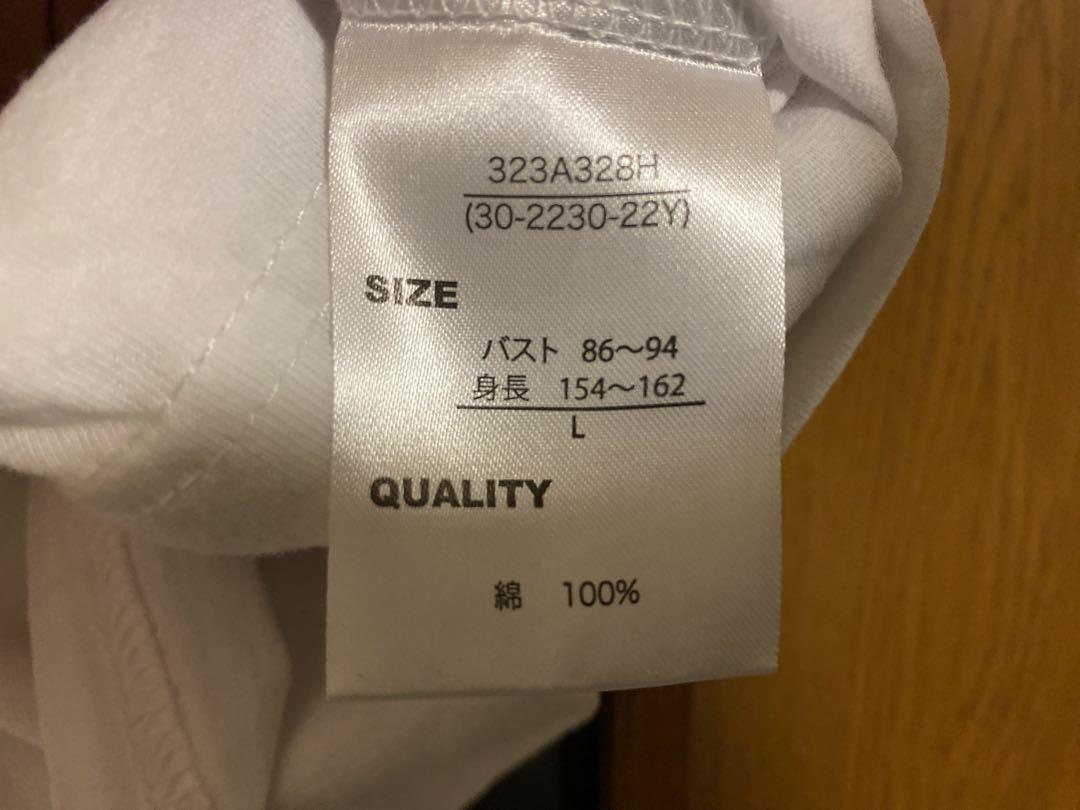 323A328H
(30-2230-22Y)
SIZE
バスト 86〜94
身長 154〜162
L
QUALITY
綿 100%